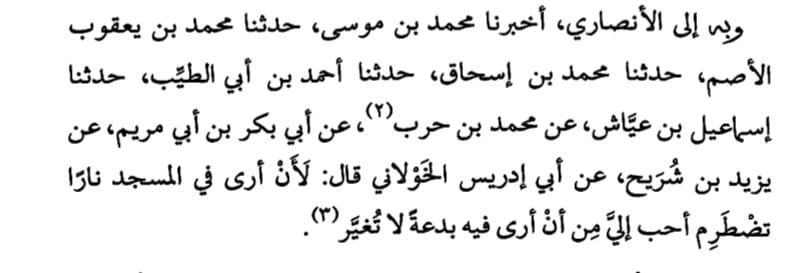 وبه إلى الأنصاري، أخبرنا محمد بن موسى، حدثنا محمد بن يعقوب
الأصم، حدثنا محمد بن إسحاق، حدثنا أحمد بن أبي الطيِّب، حدثنا
إسماعيل بن عيَّاش، عن محمد بن حرب(٢)، عن أبي بكر بن أبي مريم، عن
يزيد بن شُرَيح، عن أبي إدريس الخَوْلاني قال: لَأَنْ أرى في المسجد نارًا
تضْطَرِم أحب إليَّ مِن أنْ أرى فيه بدعةً لا تُغيَّر(٣).